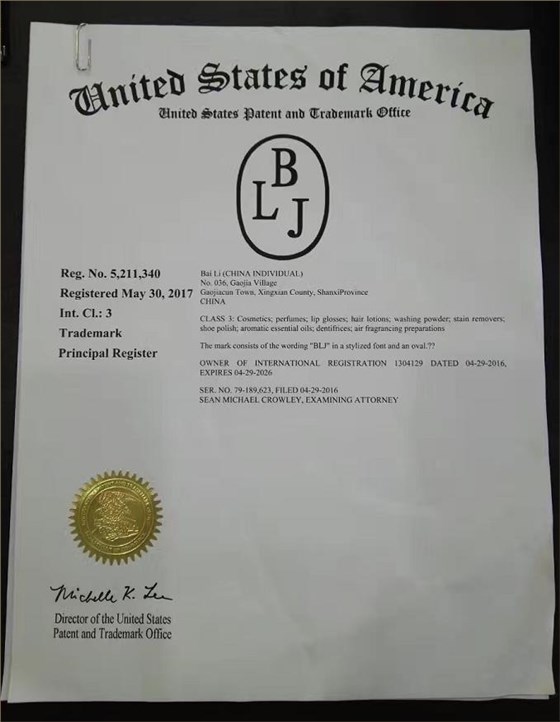 United States of America
United States Patent and Trademark Office
B
L
J
Reg. No. 5,211,340
Registered May 30, 2017
Int. Cl.: 3
Trademark
Principal Register
Bai Li (CHINA INDIVIDUAL)
No. 036, Gaojia Village
Gaojiacun Town, Xingxian County, ShanxiProvince
CHINA
CLASS 3: Cosmetics; perfumes; lip glosses; hair lotions; washing powder; stain removers;
shoe polish; aromatic essential oils; dentifrices; air fragrancing preparations
The mark consists of the wording "BLJ" in a stylized font and an oval.??
OWNER OF INTERNATIONAL REGISTRATION 1304129 DATED 04-29-2016,
EXPIRES 04-29-2026
SER. NO. 79-189,623, FILED 04-29-2016
SEAN MICHAEL CROWLEY, EXAMINING ATTORNEY
Michelle K. Lee
Director of the United States
Patent and Trademark Office